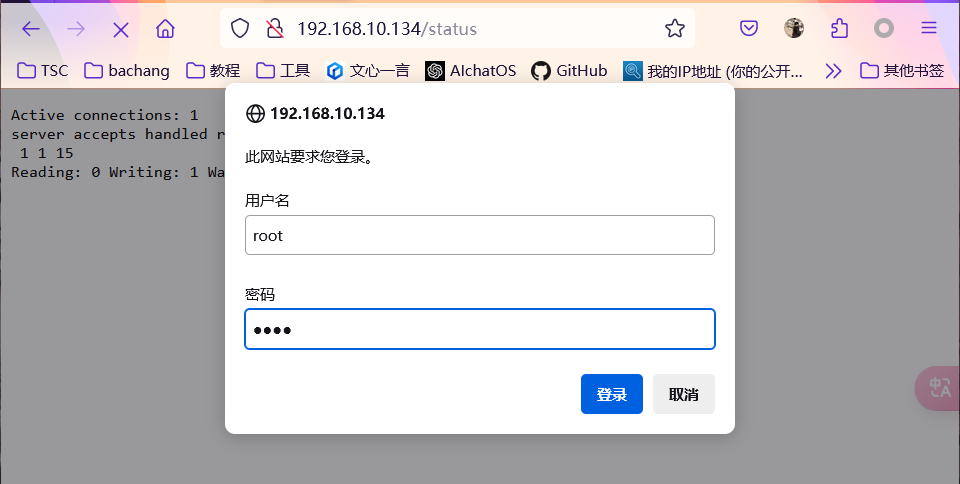 192.168.10.134/status
TSC bachang 教程 工具 文心一言 AIchatOS GitHub 我的IP地址 (你的公开... 其他书签
Active connections: 1
server accepts handled r
1 1 15
Reading: 0 Writing: 1 Wa
192.168.10.134
此网站要求您登录。
用户名
root
密码
登录 取消
中A